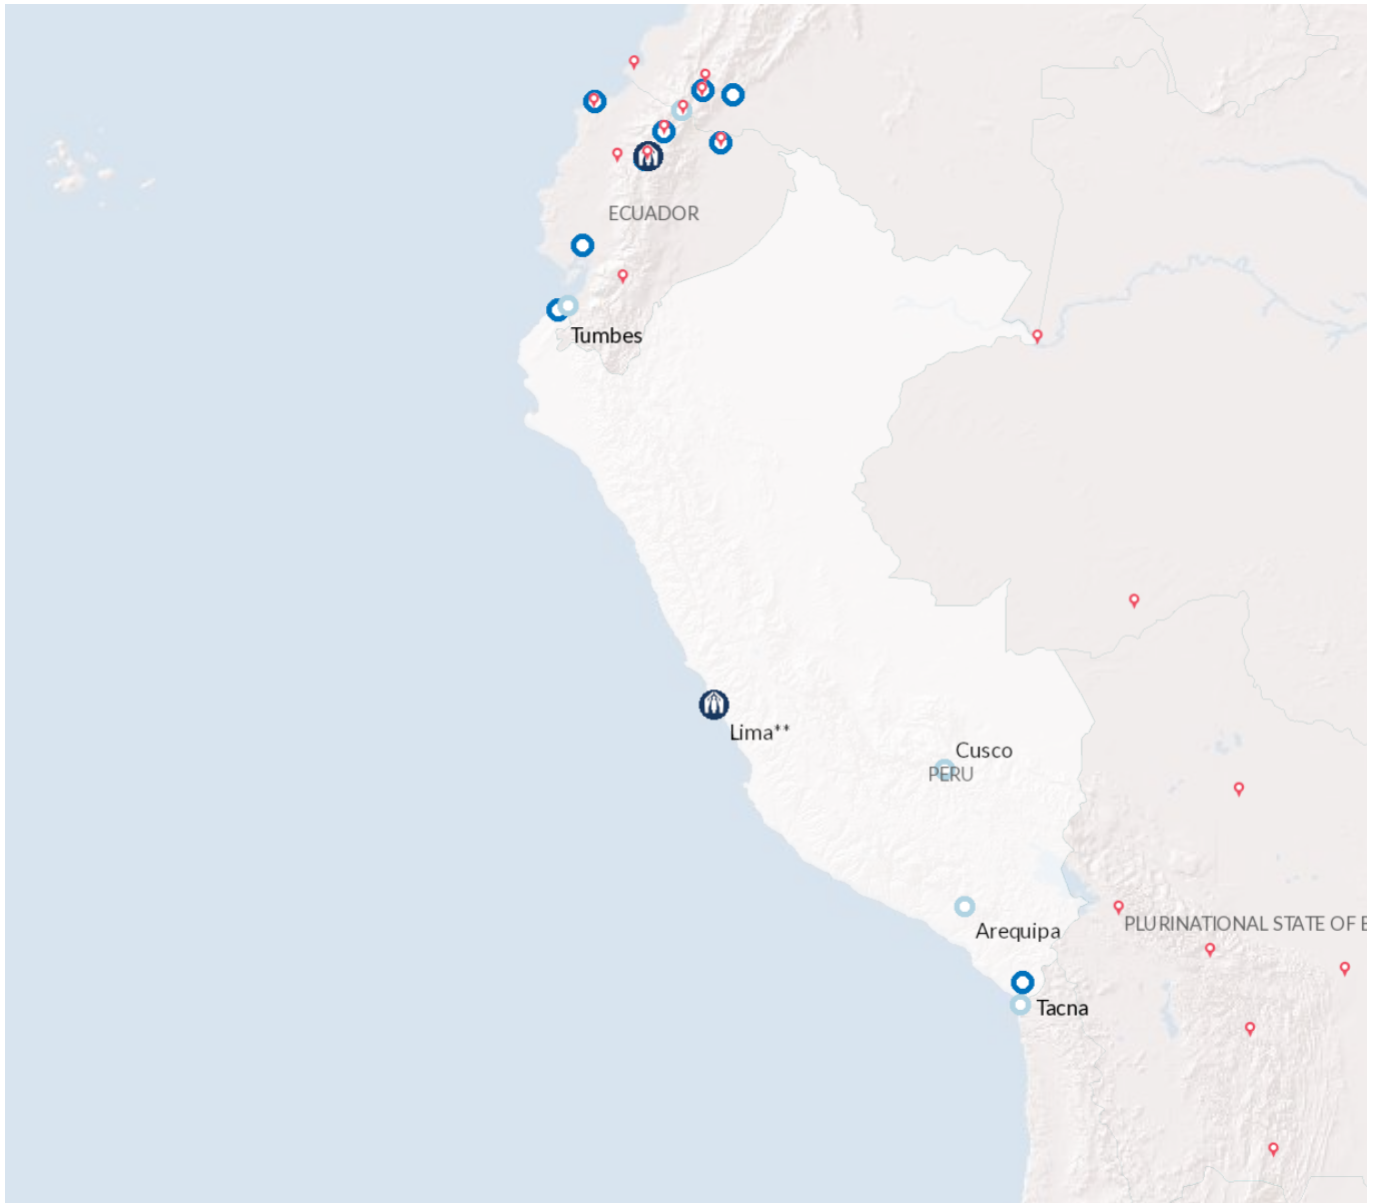 ECUADOR
Tumbes
Lima**
Cusco
PERU
Arequipa
PLURINATIONAL STATE OF
Tacna